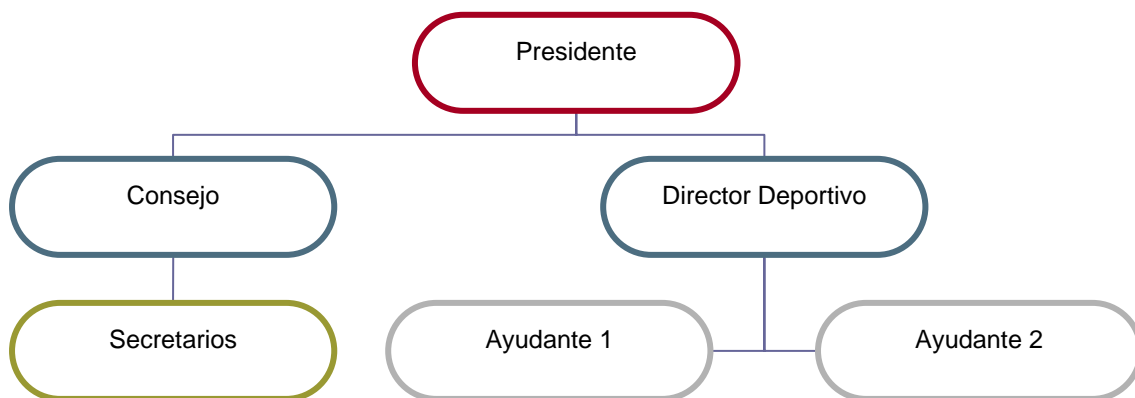 Presidente
Consejo
Director Deportivo
Secretarios
Ayudante 1
Ayudante 2